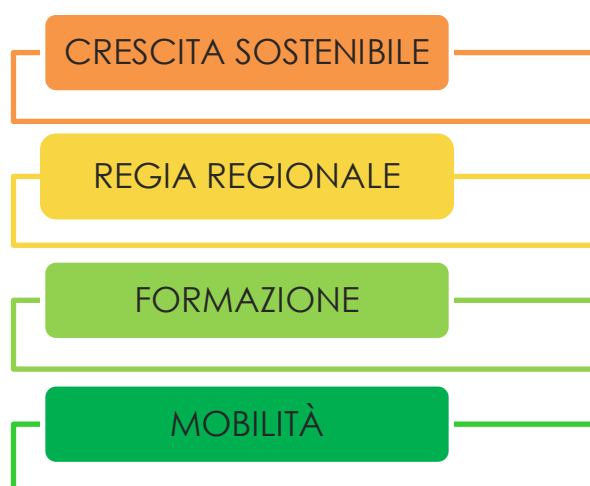 CRESCITA SOSTENIBILE
REGIA REGIONALE
FORMAZIONE
MOBILITÀ